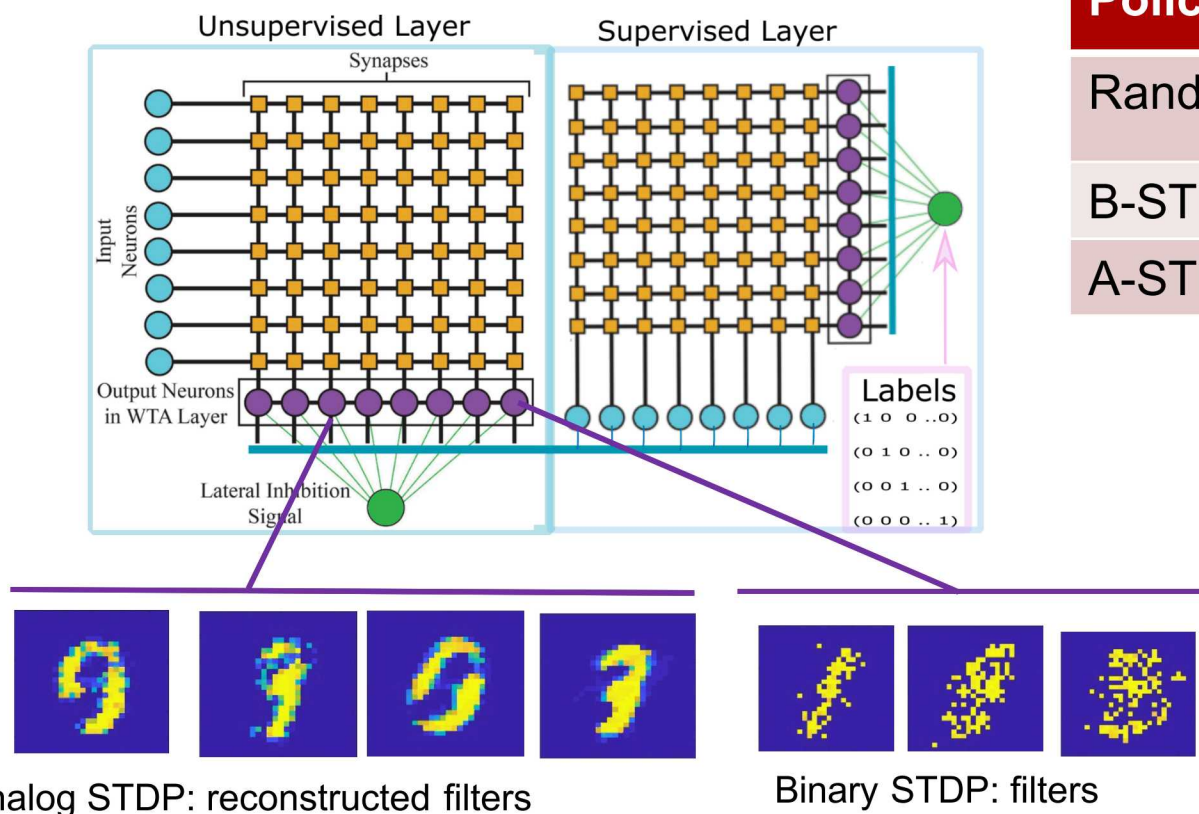 Unsupervised Layer
Supervised Layer
Synapses
Input
Neurons
Output Neurons
in WTA Layer
Lateral Inhibition
Signal
Labels
(1 0 0 ..0)
(0 1 0 .. 0)
(0 0 1 .. 0)
(0 0 0 .. 1)
Polic
Rand
B-ST
A-ST
nalog STDP: reconstructed filters
Binary STDP: filters